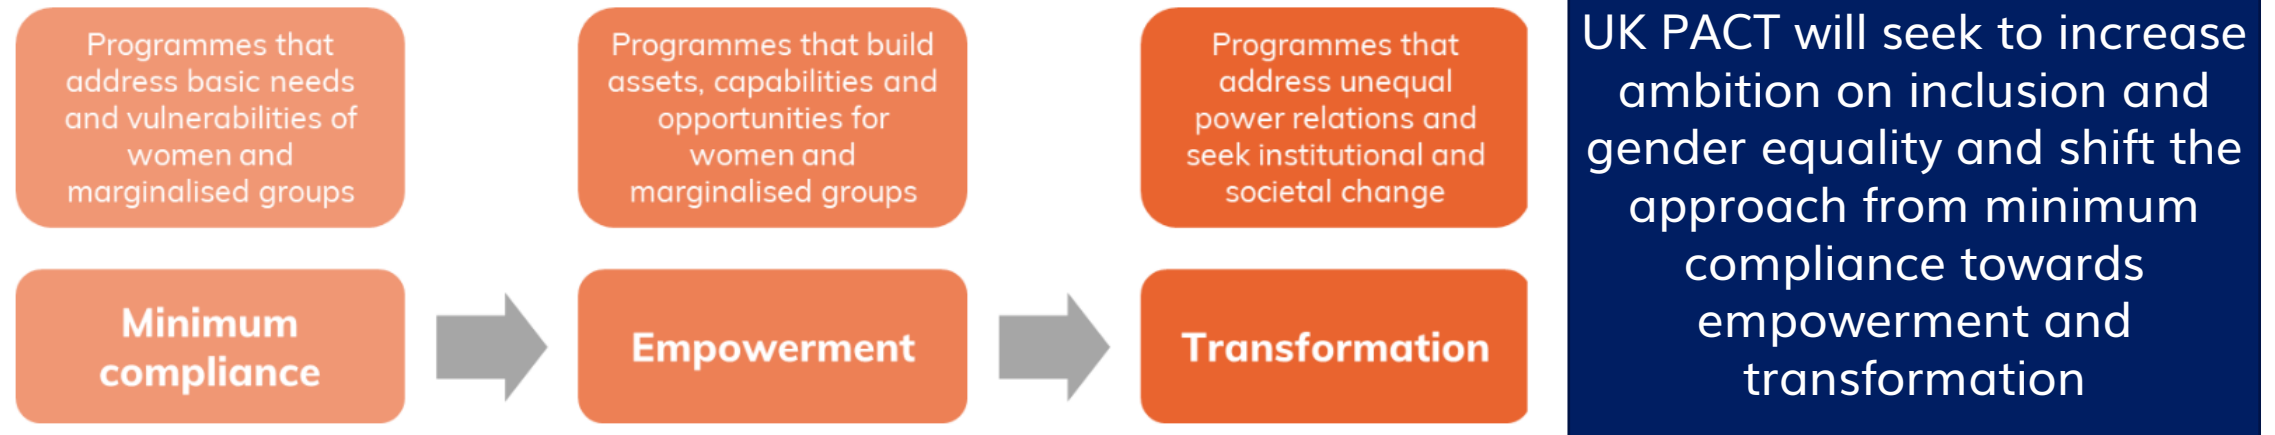 Programmes that
address basic needs
and vulnerabilities of
women and
marginalised groups
Programmes that build
assets, capabilities and
opportunities for
women and
marginalised groups
Programmes that
address unequal
power relations and
seek institutional and
societal change
Minimum
compliance
Empowerment
Transformation
UK PACT will seek to increase
ambition on inclusion and
gender equality and shift the
approach from minimum
compliance towards
empowerment and
transformation